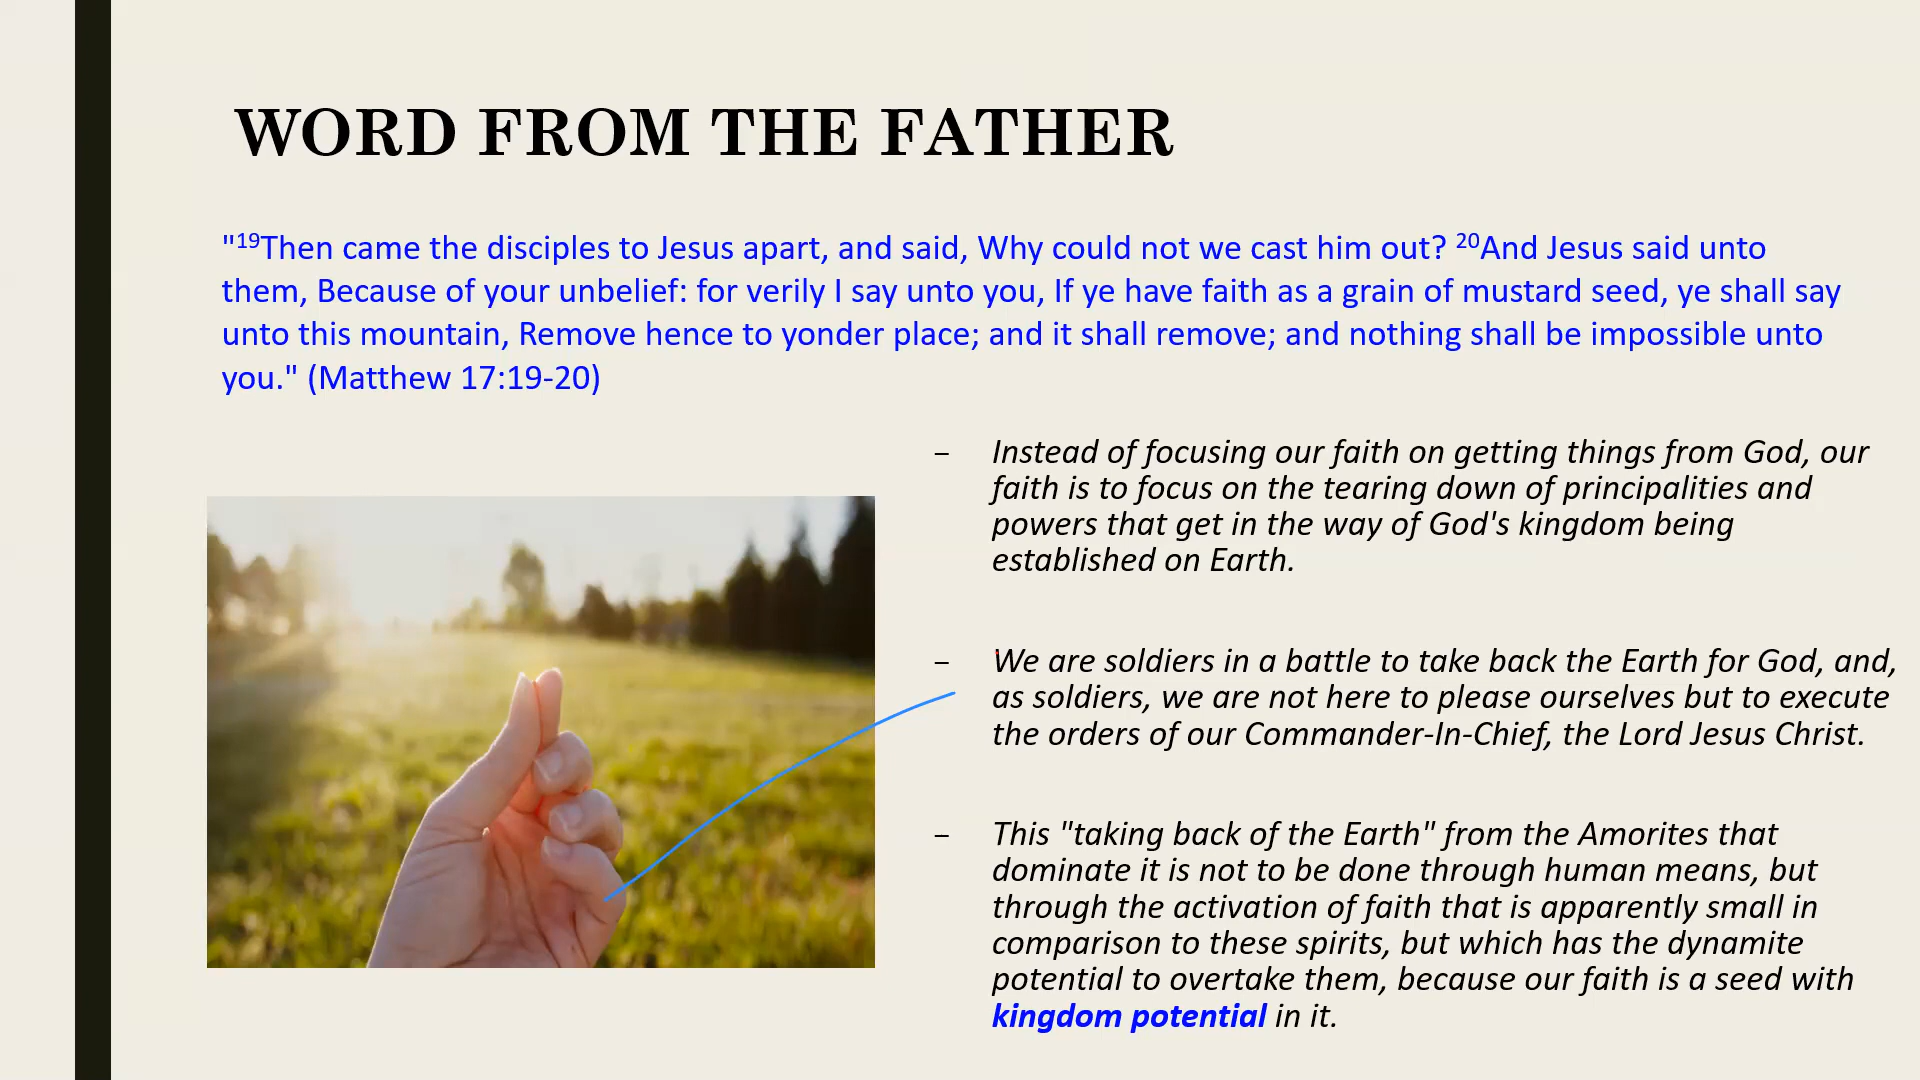 WORD FROM THE FATHER
"19Then came the disciples to Jesus apart, and said, Why could not we cast him out? 20And Jesus said unto
them, Because of your unbelief: for verily I say unto you, If ye have faith as a grain of mustard seed, ye shall say
unto this mountain, Remove hence to yonder place; and it shall remove; and nothing shall be impossible unto
you." (Matthew 17:19-20)
– Instead of focusing our faith on getting things from God, our
faith is to focus on the tearing down of principalities and
powers that get in the way of God's kingdom being
established on Earth.
– We are soldiers in a battle to take back the Earth for God, and,
as soldiers, we are not here to please ourselves but to execute
the orders of our Commander-In-Chief, the Lord Jesus Christ.
– This "taking back of the Earth" from the Amorites that
dominate it is not to be done through human means, but
through the activation of faith that is apparently small in
comparison to these spirits, but which has the dynamite
potential to overtake them, because our faith is a seed with
kingdom potential in it.